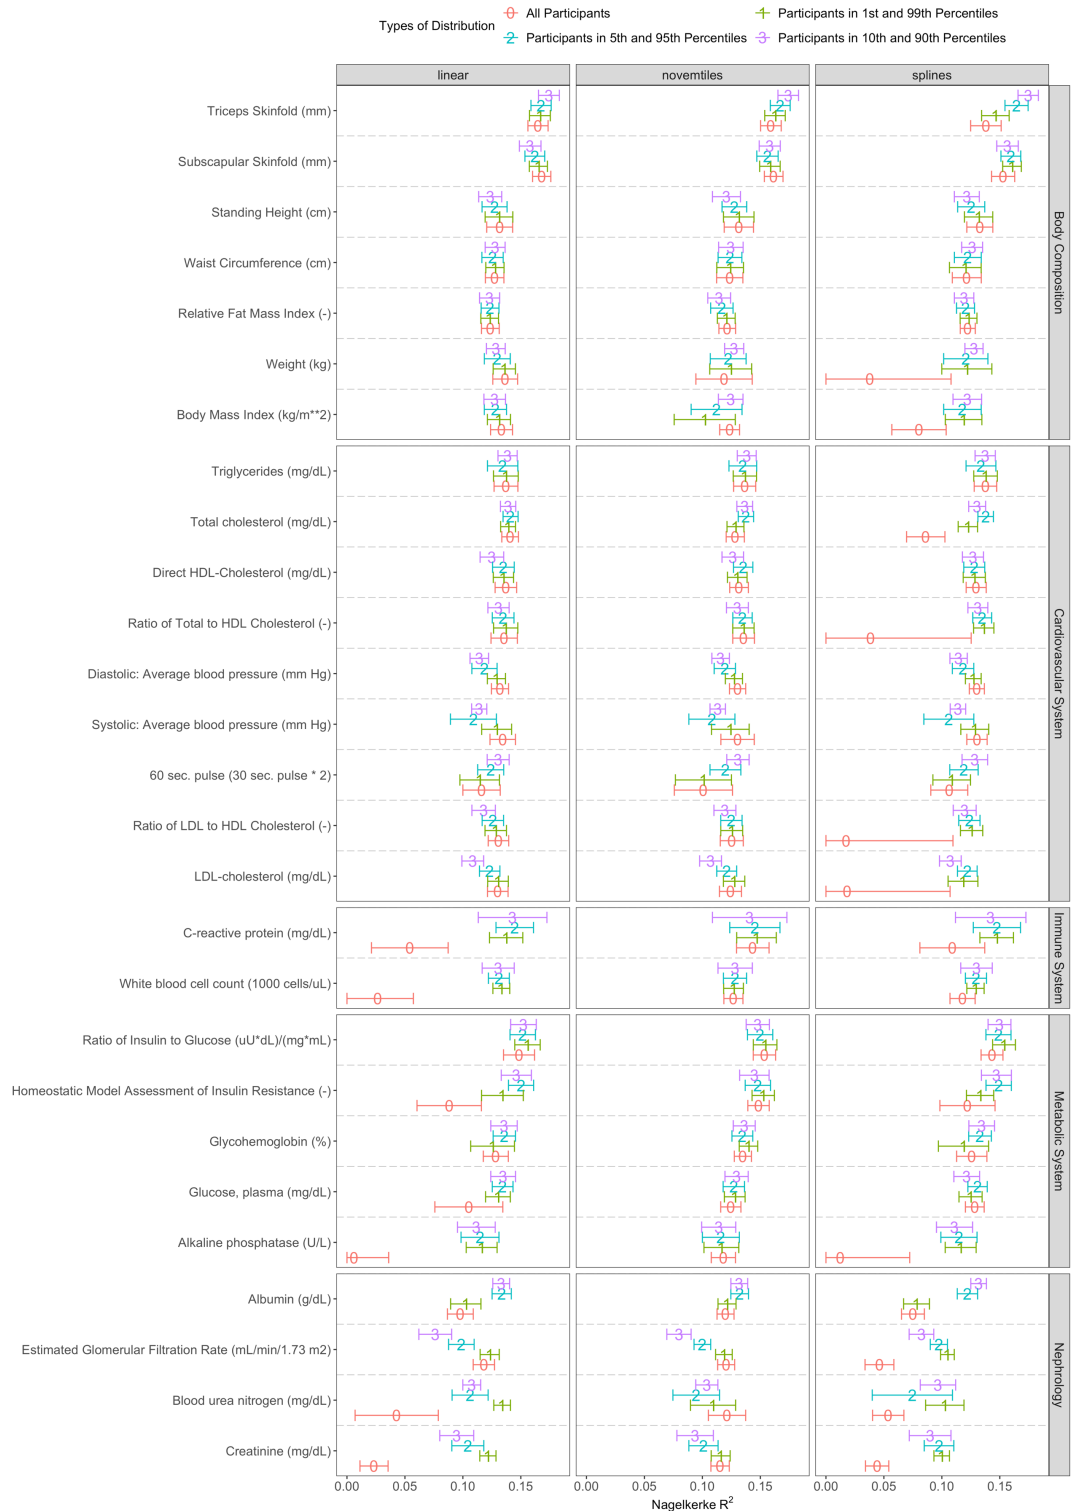 Types of Distribution
0 All Participants
1 Participants in 1st and 99th Percentiles
2 Participants in 5th and 95th Percentiles
3 Participants in 10th and 90th Percentiles
linear
novemtiles
splines
Triceps Skinfold (mm)
Subscapular Skinfold (mm)
Standing Height (cm)
Waist Circumference (cm)
Relative Fat Mass Index (-)
Weight (kg)
Body Mass Index (kg/m**2)
Body Composition
Triglycerides (mg/dL)
Total cholesterol (mg/dL)
Direct HDL-Cholesterol (mg/dL)
Ratio of Total to HDL Cholesterol (-)
Diastolic: Average blood pressure (mm Hg)
Systolic: Average blood pressure (mm Hg)
60 sec. pulse (30 sec. pulse * 2)
Ratio of LDL to HDL Cholesterol (-)
LDL-cholesterol (mg/dL)
Cardiovascular System
C-reactive protein (mg/dL)
White blood cell count (1000 cells/uL)
Immune System
Ratio of Insulin to Glucose (uU*dL)/(mg*mL)
Homeostatic Model Assessment of Insulin Resistance (-)
Glycohemoglobin (%)
Glucose, plasma (mg/dL)
Alkaline phosphatase (U/L)
Metabolic System
Albumin (g/dL)
Estimated Glomerular Filtration Rate (mL/min/1.73 m2)
Blood urea nitrogen (mg/dL)
Creatinine (mg/dL)
Nephrology
0.00 0.05 0.10 0.15 0.00 0.05 0.10 0.15 0.00 0.05 0.10 0.15
Nagelkerke R²